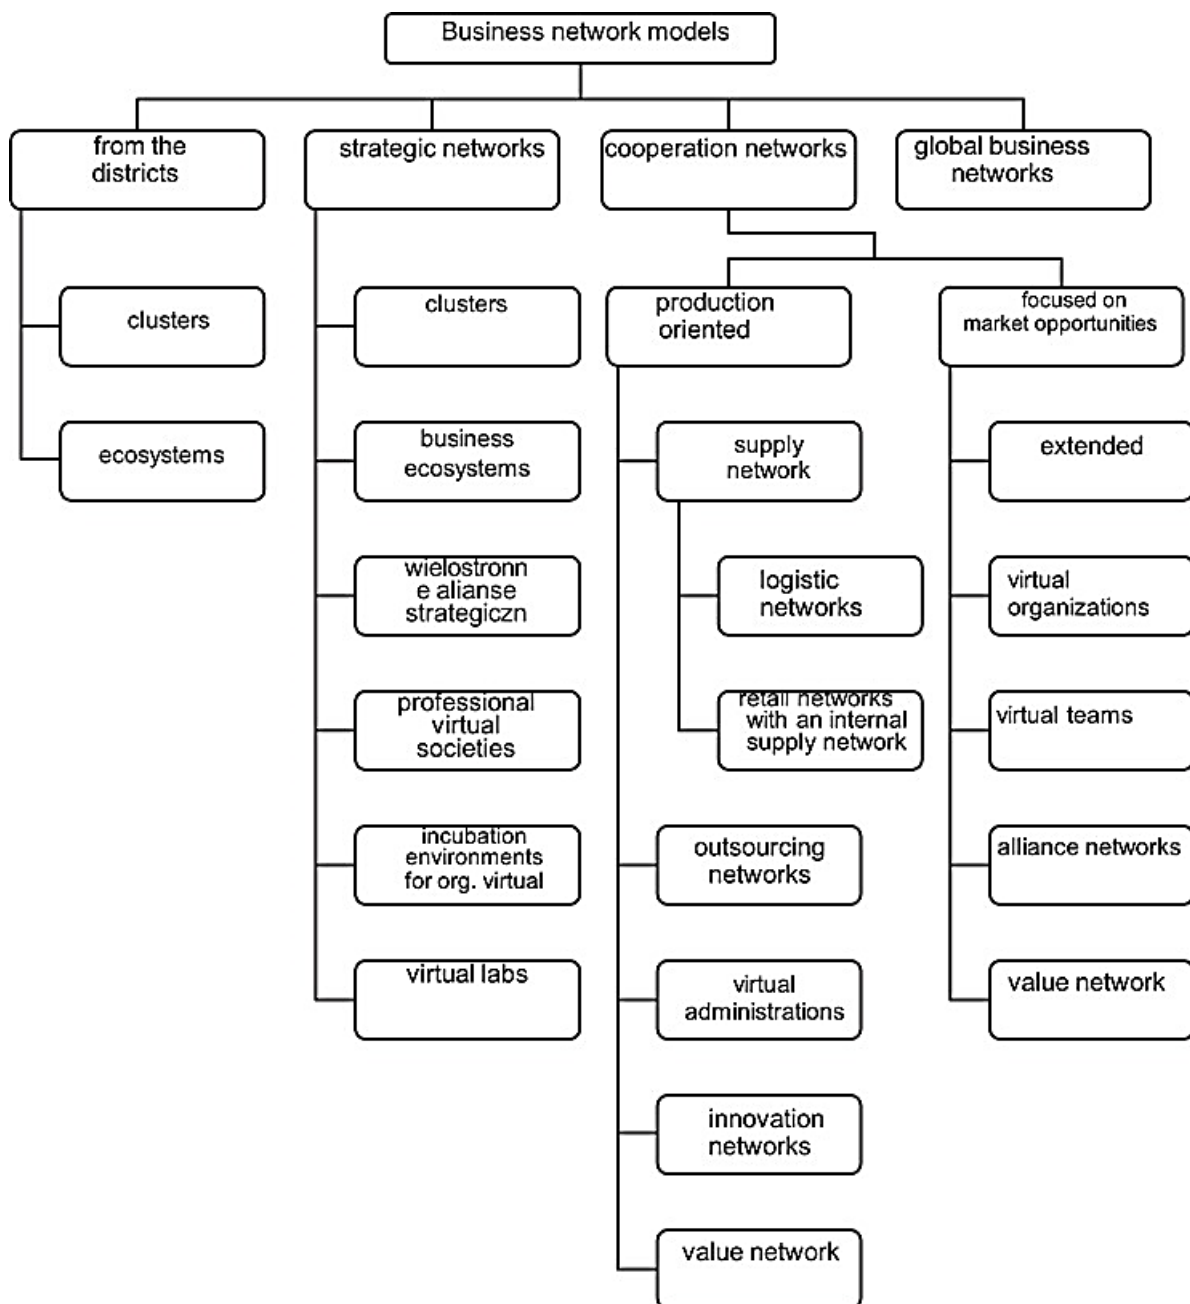 Business network models
from the
districts
strategic networks
cooperation networks
global business
networks
clusters
ecosystems
clusters
business
ecosystems
wielostronn
e alianse
strategiczn
professional
virtual
societies
incubation
environments
for org. virtual
virtual labs
production
oriented
supply
network
logistic
networks
retail networks
with an internal
supply network
outsourcing
networks
virtual
administrations
innovation
networks
value network
focused on
market opportunities
extended
virtual
organizations
virtual teams
alliance networks
value network